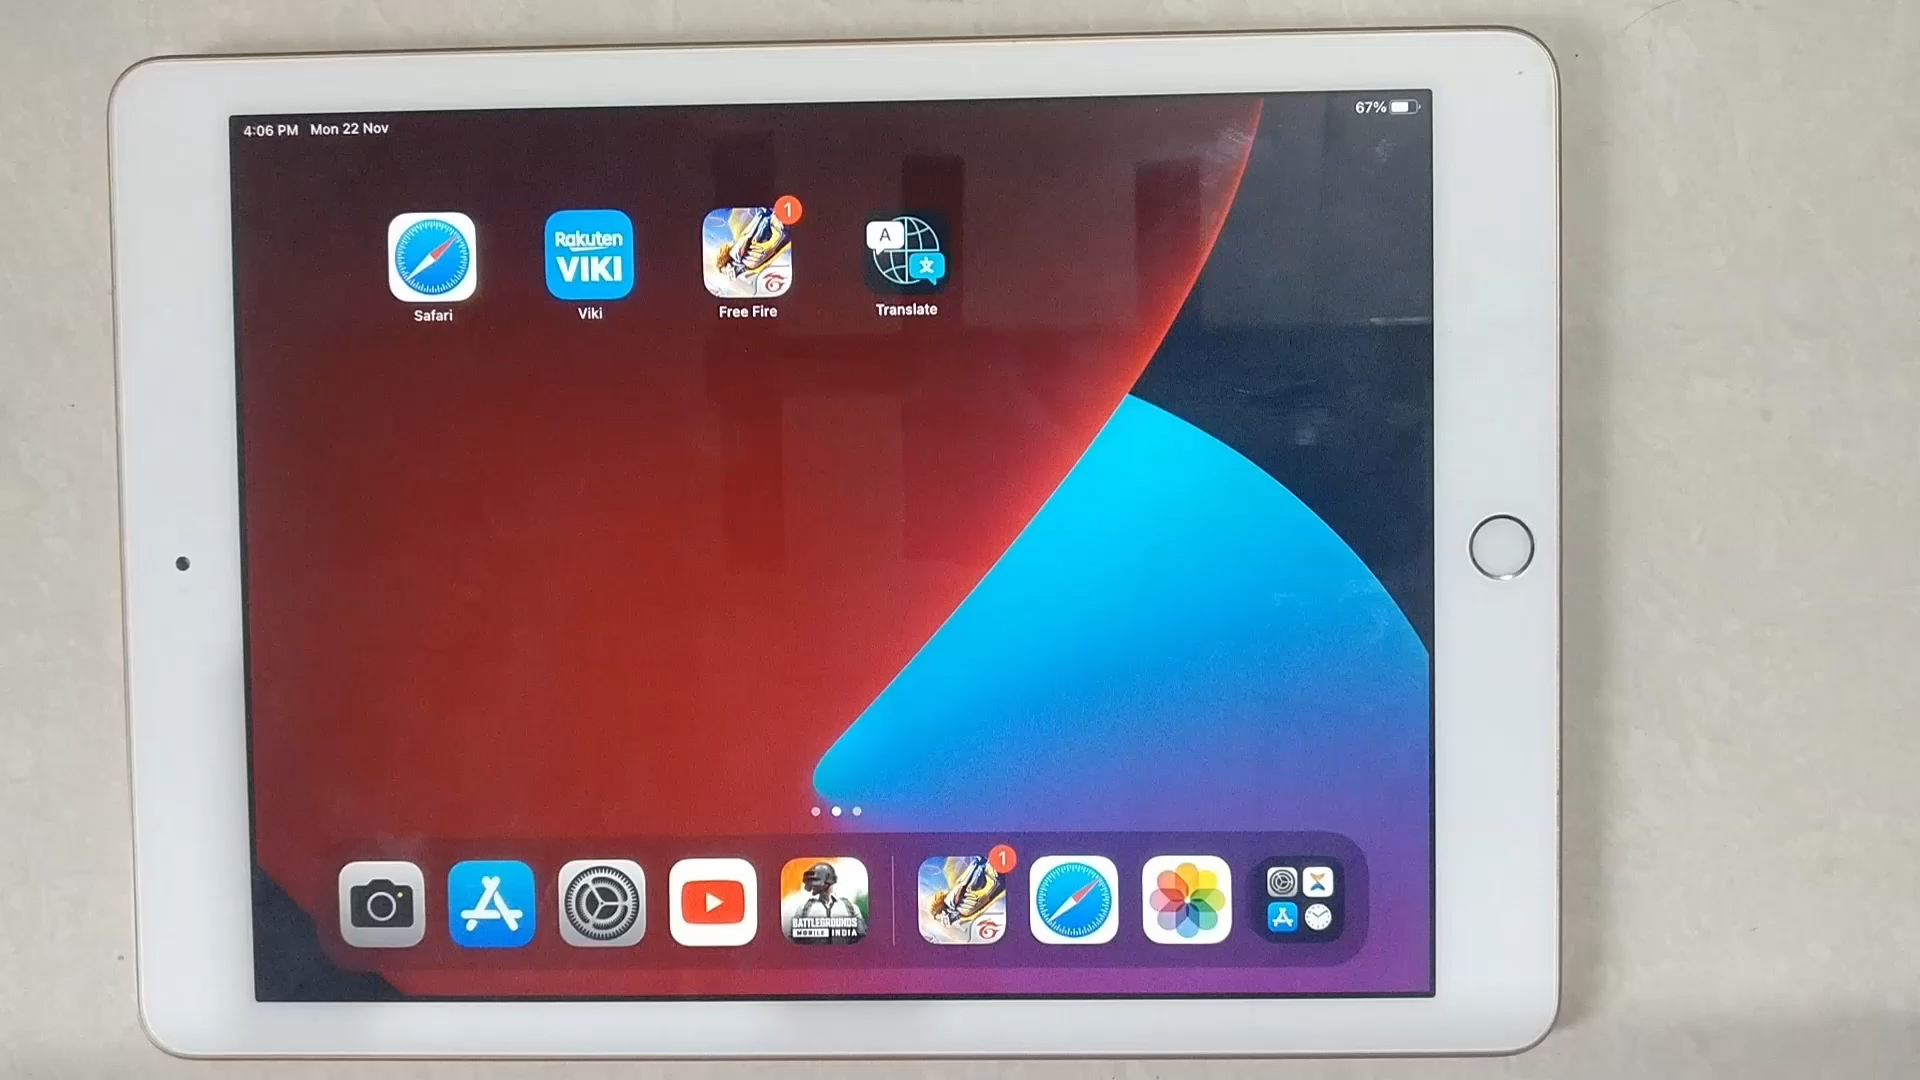 4:06 PM Mon 22 Nov
67%
Rakuten
VIKI
1
A
文
Safari
Viki
Free Fire
Translate
BATTLEGROUNDS
MOBILE INDIA
1